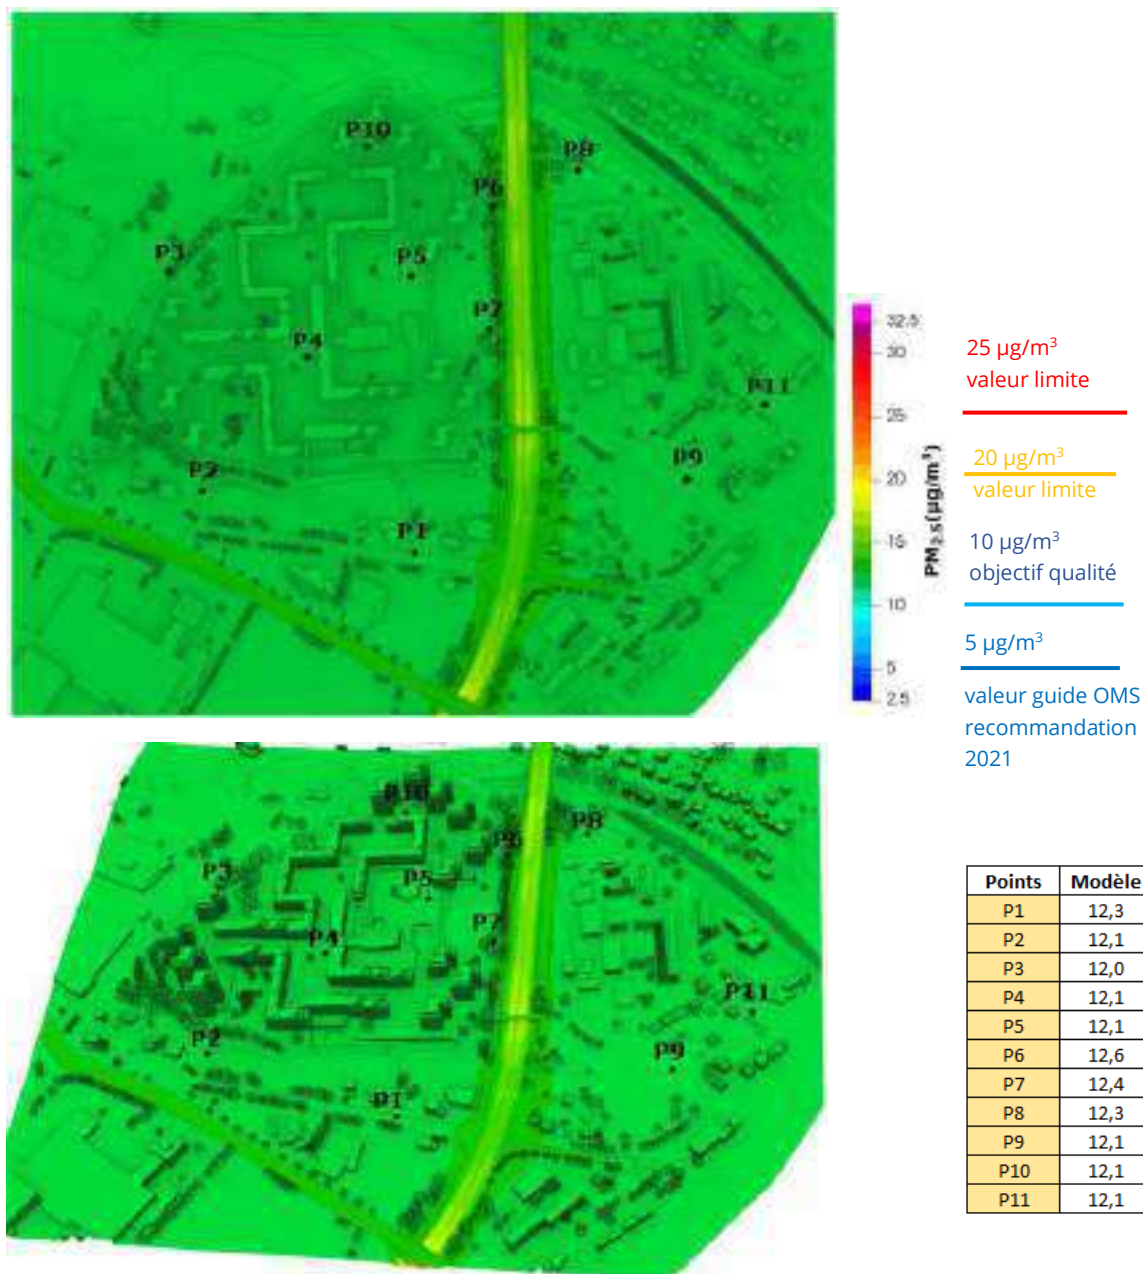 P10
P8
P6
P3
P5
P7
P4
P11
P2
P9
P1
32.5
30
25
20
15
10
5
2.5
PM2.5(µg/m³)
25 µg/m³
valeur limite
20 µg/m³
valeur limite
10 µg/m³
objectif qualité
5 µg/m³
valeur guide OMS
recommandation
2021
P10
P8
P6
P3
P5
P7
P4
P11
P2
P9
P1
Points Modèle
P1 12,3
P2 12,1
P3 12,0
P4 12,1
P5 12,1
P6 12,6
P7 12,4
P8 12,3
P9 12,1
P10 12,1
P11 12,1